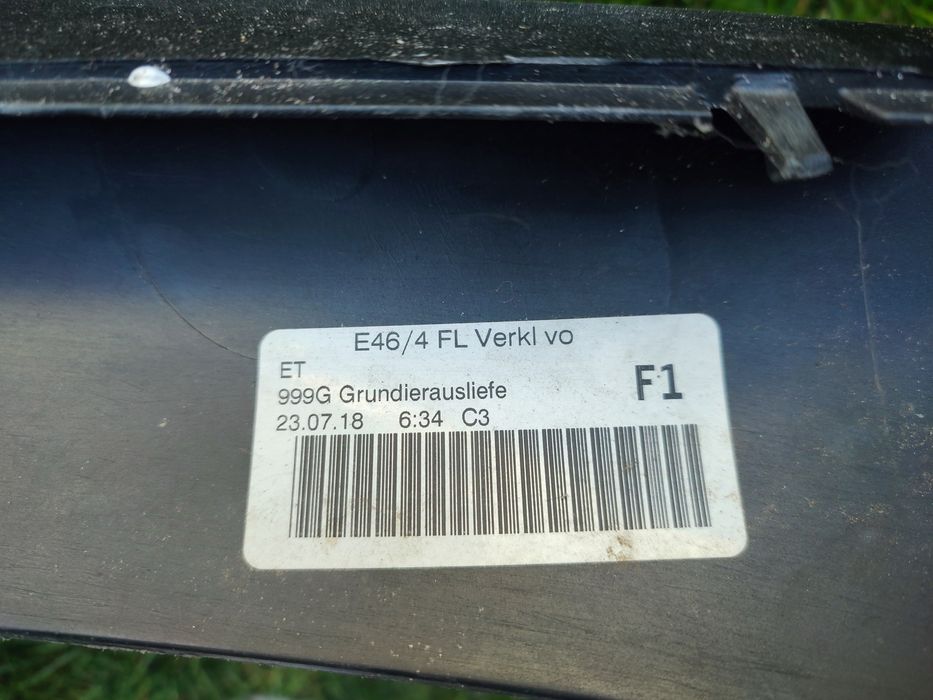 E46/4 FL Verkl vo
ET
999G Grundierausliefe
F1
23.07.18 6:34 C3